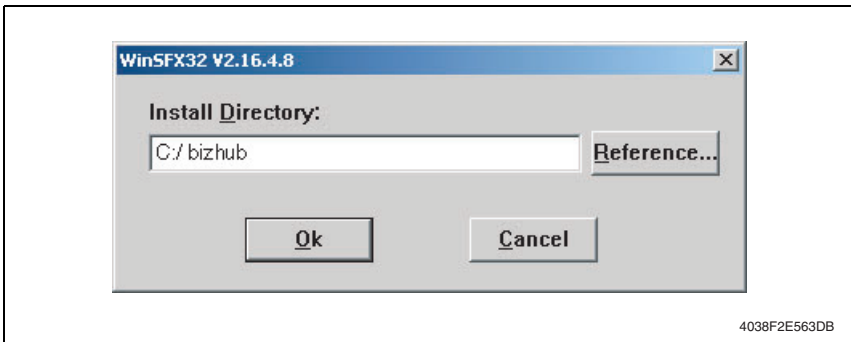 WinSFX32 V2.16.4.8
Install Directory:
C:/ bizhub
Reference...
Ok
Cancel
4038F2E563DB